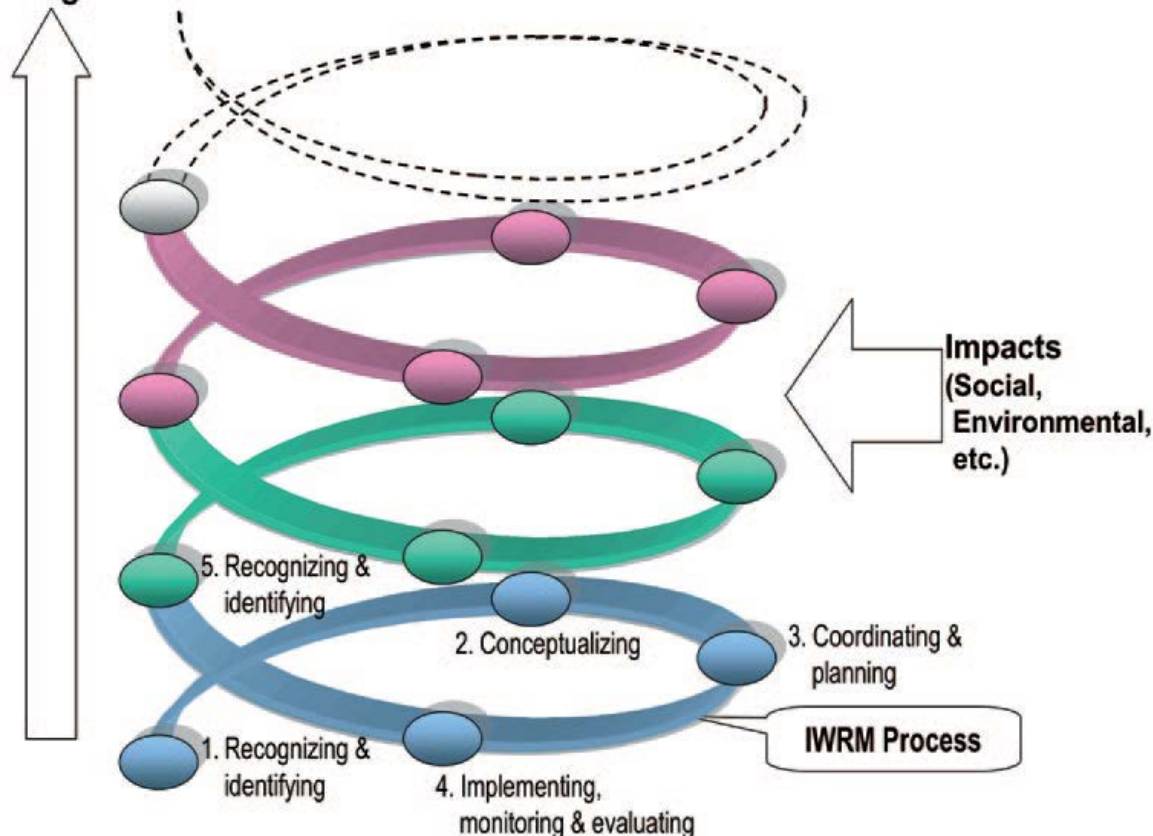 Impacts
(Social,
Environmental,
etc.)
5. Recognizing &
identifying
2. Conceptualizing
3. Coordinating &
planning
IWRM Process
1. Recognizing &
identifying
4. Implementing,
monitoring & evaluating